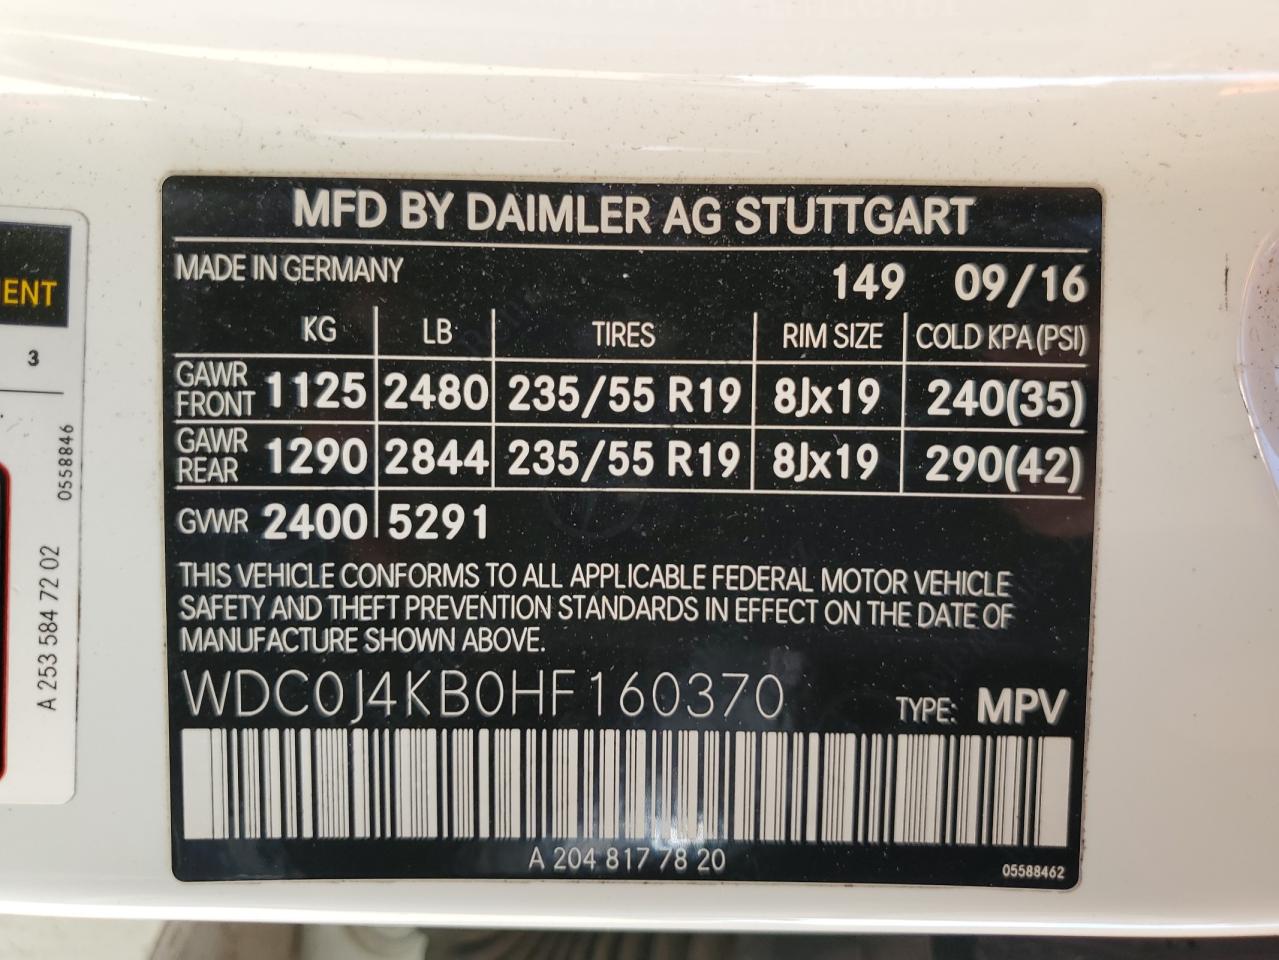 MFD BY DAIMLER AG STUTTGART
MADE IN GERMANY 149 09/16
KG LB TIRES RIM SIZE COLD KPA (PSI)
GAWR FRONT 1125 2480 235/55 R19 8Jx19 240(35)
GAWR REAR 1290 2844 235/55 R19 8Jx19 290(42)
GVWR 2400 5291
THIS VEHICLE CONFORMS TO ALL APPLICABLE FEDERAL MOTOR VEHICLE
SAFETY AND THEFT PREVENTION STANDARDS IN EFFECT ON THE DATE OF
MANUFACTURE SHOWN ABOVE.
WDC0J4KB0HF160370 TYPE: MPV
A 204 817 78 20
05588462
ENT
3
A 253 584 72 02 0558846